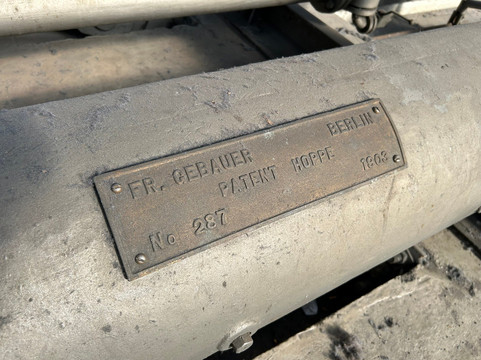 FR. GEBAUER BERLIN
PATENT HOPPE
No 287 1903